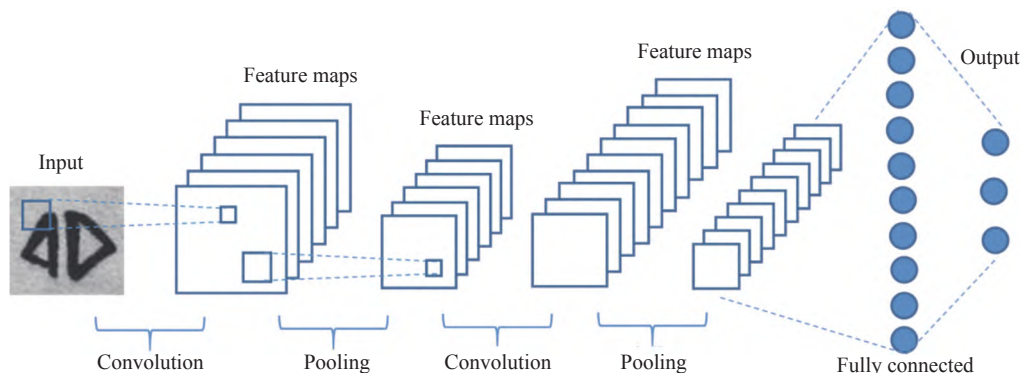 Input
Feature maps
Feature maps
Feature maps
Output
Convolution
Pooling
Convolution
Pooling
Fully connected